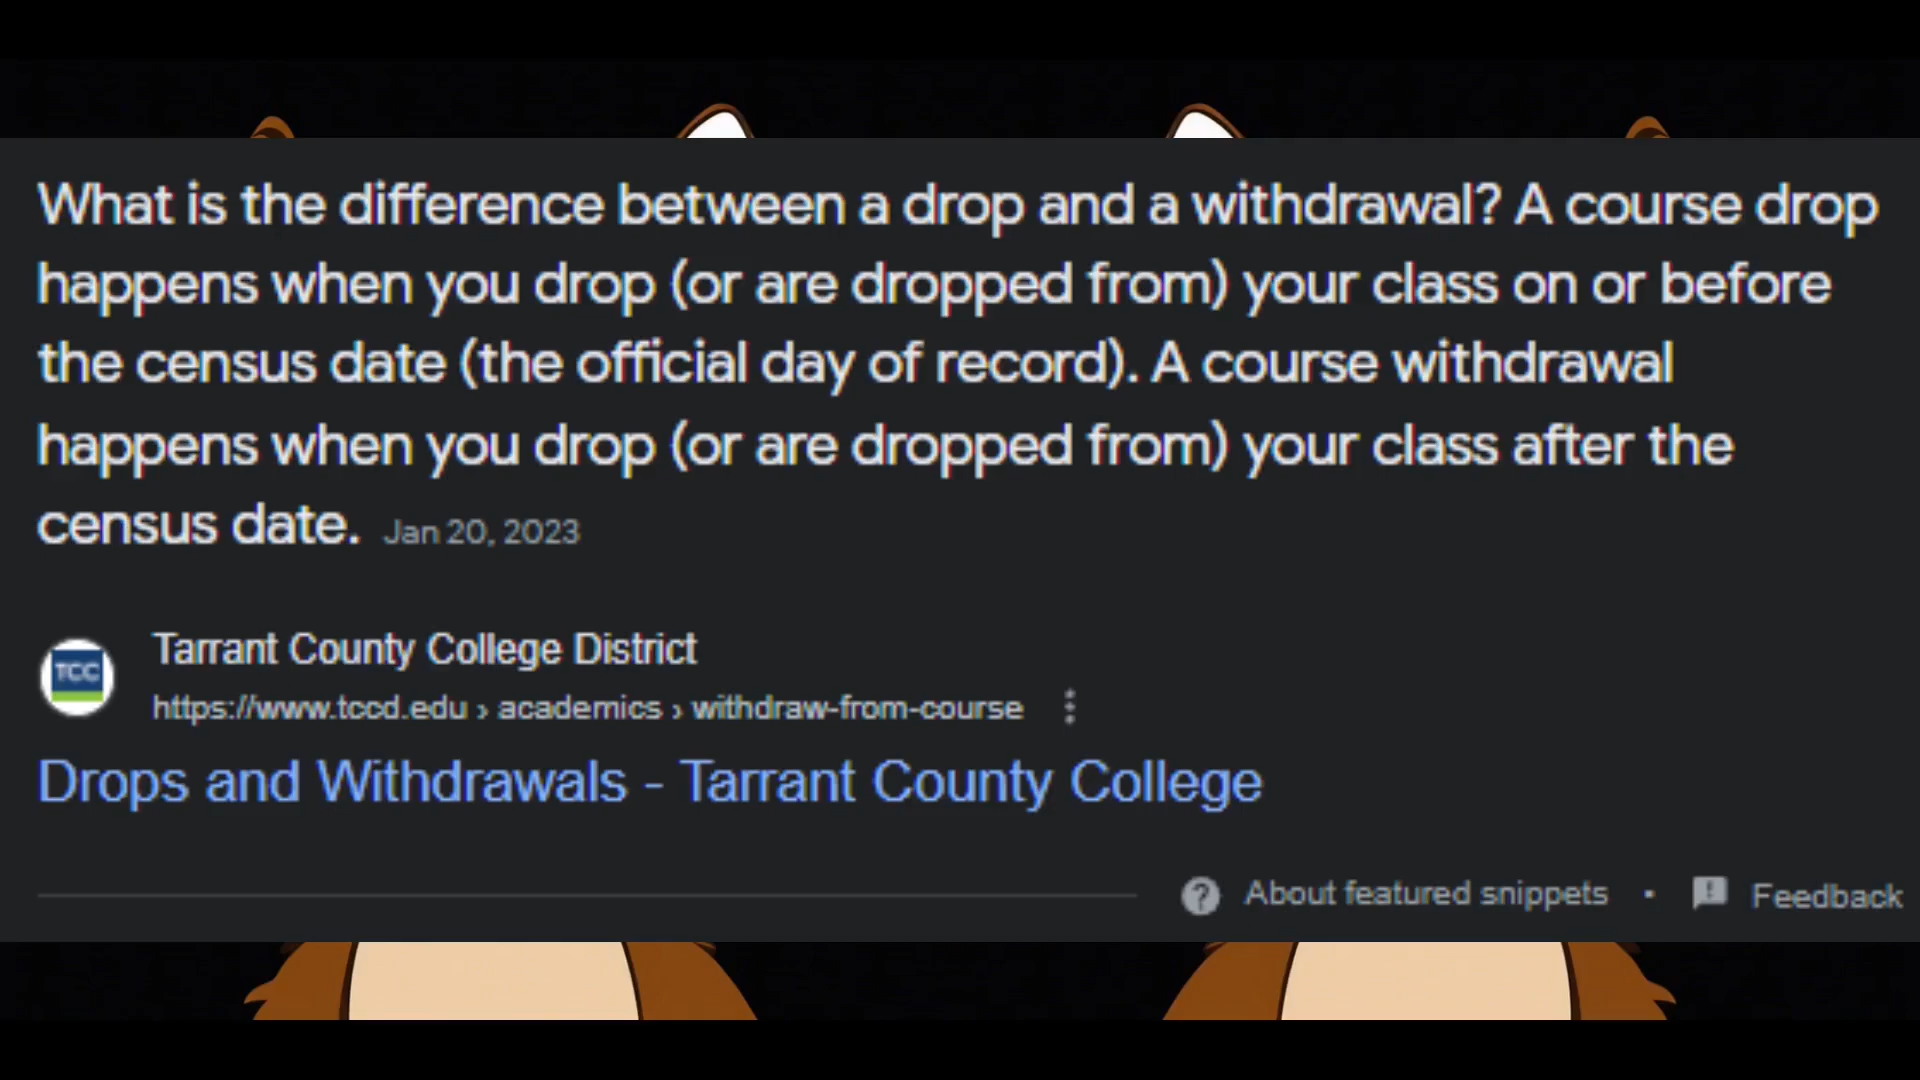 What is the difference between a drop and a withdrawal? A course drop
happens when you drop (or are dropped from) your class on or before
the census date (the official day of record). A course withdrawal
happens when you drop (or are dropped from) your class after the
census date. Jan 20, 2023
TCC
Tarrant County College District
https://www.tccd.edu › academics › withdraw-from-course
Drops and Withdrawals - Tarrant County College
About featured snippets • Feedback